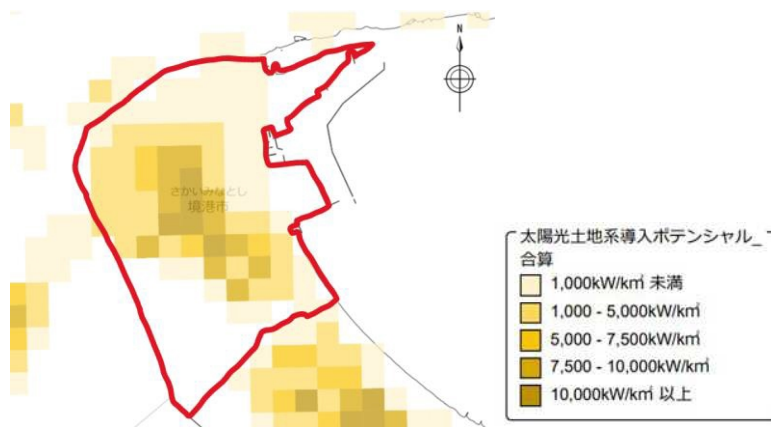 N
さかいみなとし
境港市
太陽光土地系導入ポテンシャル_
合算
1,000kW/k㎡ 未満
1,000 - 5,000kW/k㎡
5,000 - 7,500kW/k㎡
7,500 - 10,000kW/k㎡
10,000kW/k㎡ 以上